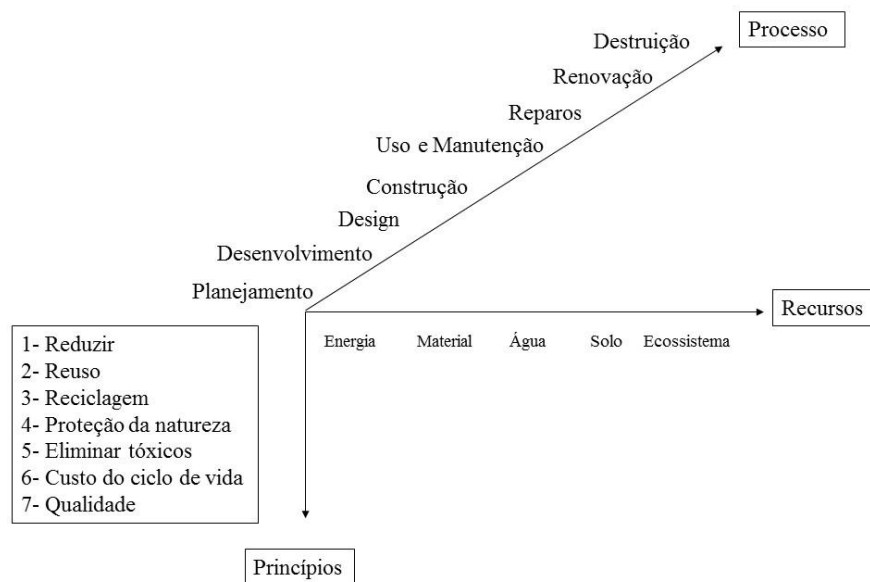 Processo
Destruição
Renovação
Reparos
Uso e Manutenção
Construção
Design
Desenvolvimento
Planejamento
Recursos
Energia Material Água Solo Ecossistema
1- Reduzir
2- Reuso
3- Reciclagem
4- Proteção da natureza
5- Eliminar tóxicos
6- Custo do ciclo de vida
7- Qualidade
Princípios